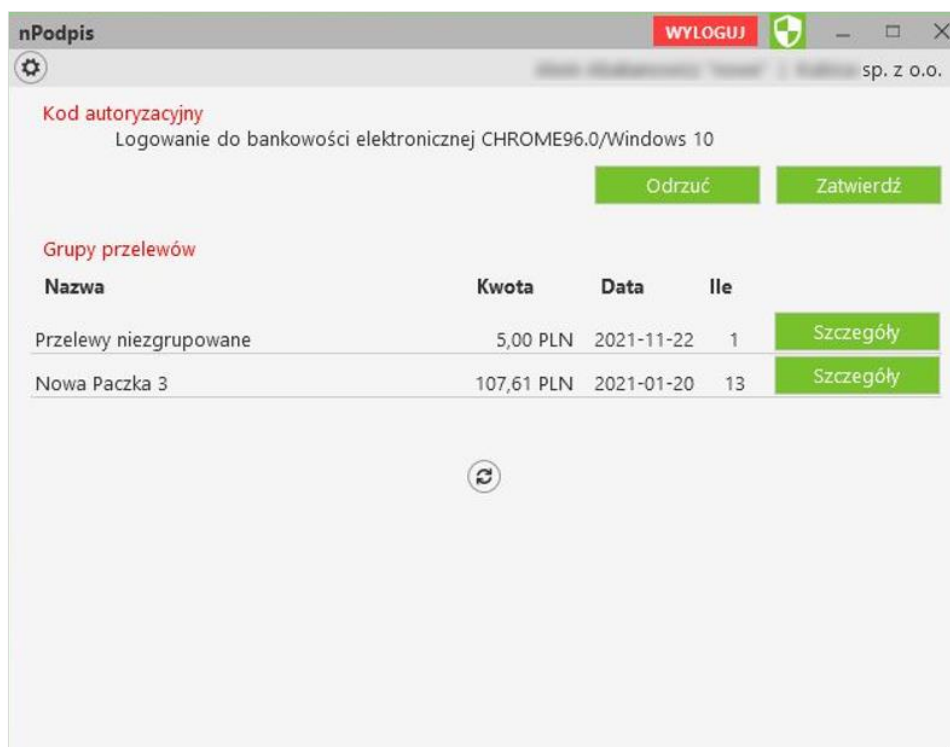 nPodpis WYLOGUJ
sp. z o.o.
Kod autoryzacyjny
Logowanie do bankowości elektronicznej CHROME96.0/Windows 10
Odrzuć Zatwierdź
Grupy przelewów
Nazwa Kwota Data Ile
Przelewy niezgrupowane 5,00 PLN 2021-11-22 1 Szczegóły
Nowa Paczka 3 107,61 PLN 2021-01-20 13 Szczegóły